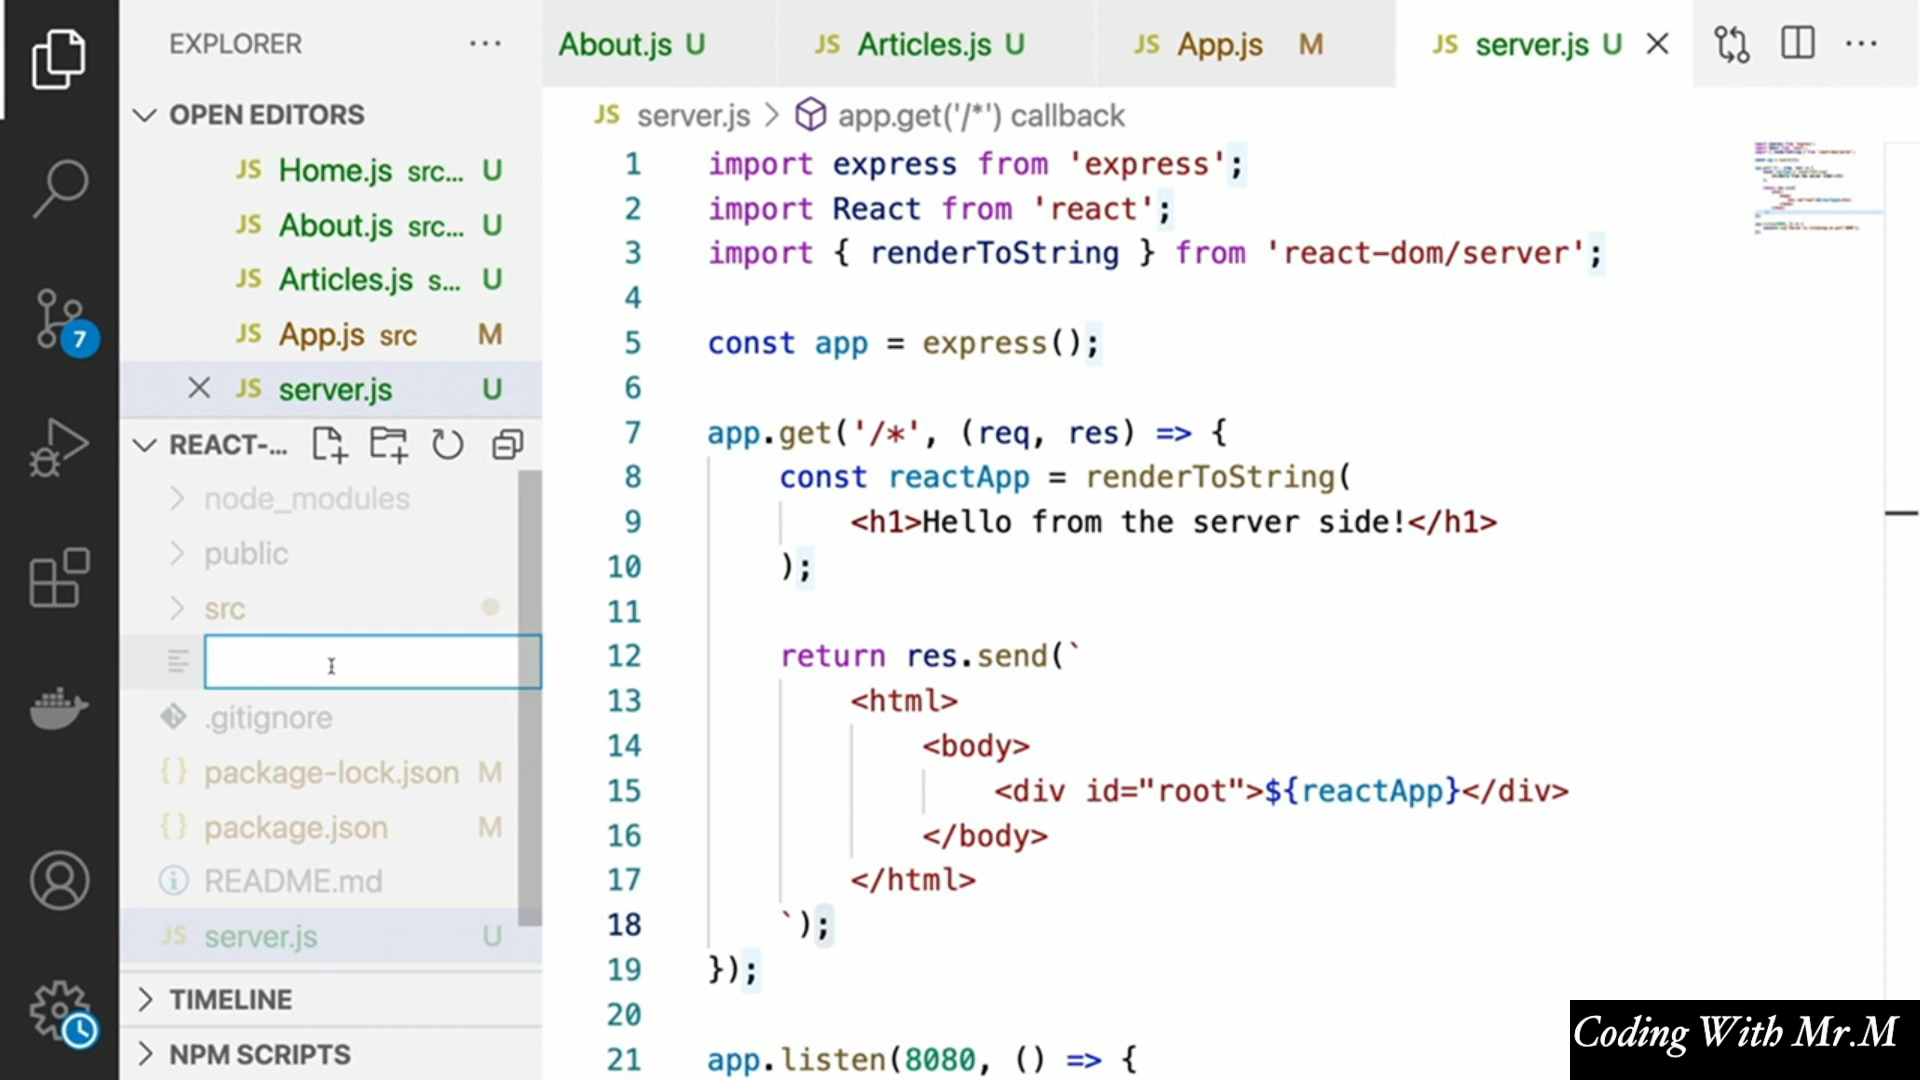 EXPLORER
OPEN EDITORS
JS Home.js src... U
JS About.js src... U
JS Articles.js s... U
JS App.js src M
JS server.js U
REACT-...
node_modules
public
src
.gitignore
{} package-lock.json M
{} package.json M
README.md
JS server.js U
TIMELINE
NPM SCRIPTS
7
About.js U
JS Articles.js U
JS App.js M
JS server.js U
JS server.js > app.get('/*') callback
1 import express from 'express';
2 import React from 'react';
3 import { renderToString } from 'react-dom/server';
4
5 const app = express();
6
7 app.get('/*', (req, res) => {
8 const reactApp = renderToString(
9 <h1>Hello from the server side!</h1>
10 );
11
12 return res.send(`
13 <html>
14 <body>
15 <div id="root">${reactApp}</div>
16 </body>
17 </html>
18 `);
19 });
20
21 app.listen(8080, () => {
Coding With Mr.M